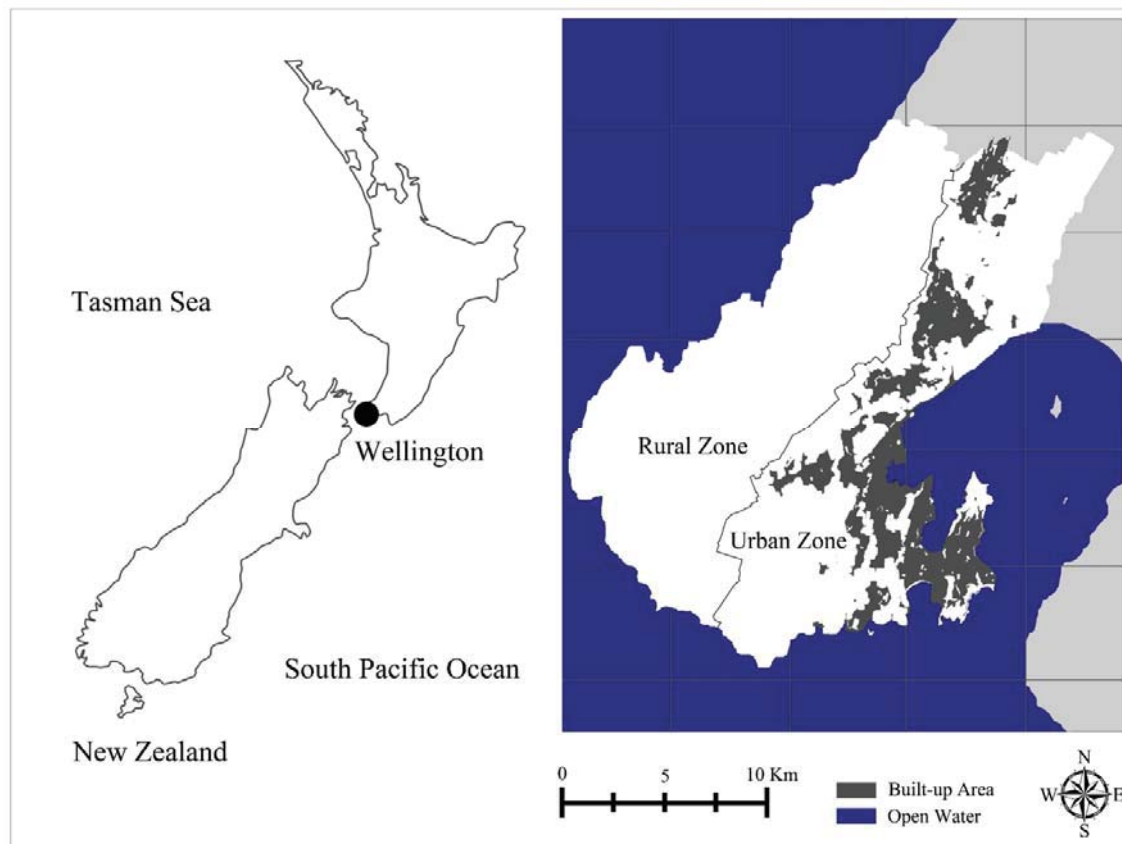 Tasman Sea
Wellington
South Pacific Ocean
New Zealand
Rural Zone
Urban Zone
0 5 10 Km
Built-up Area
Open Water
N
W E
S